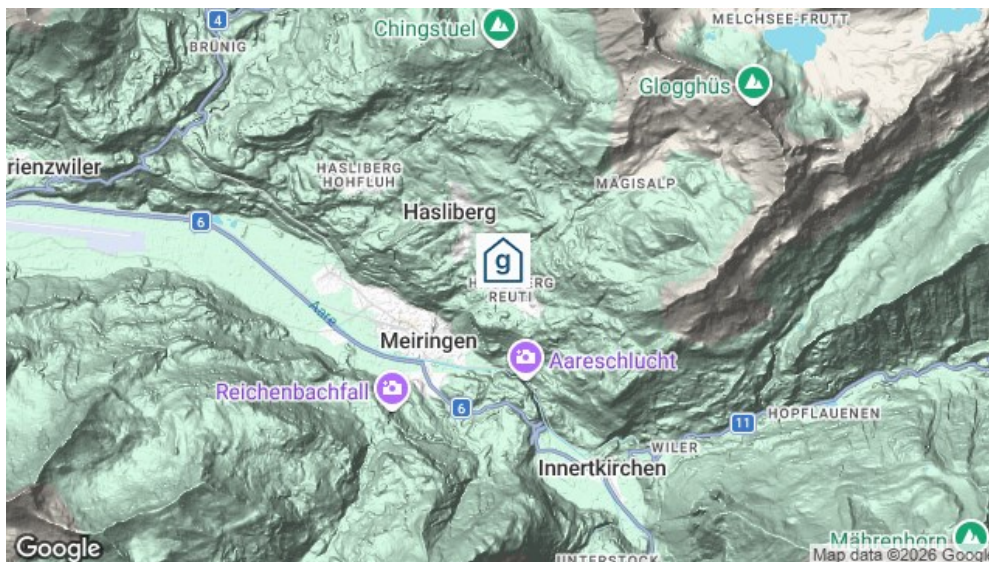 4
BRÜNIG
Chingstuel
MELCHSEE-FRUTT
Glogghüs
rienzwiler
HASLIBERG
HOHFLUH
MÄGISALP
Hasliberg
6
g
REUTI
Aare
Meiringen
Aareschlucht
Reichenbachfall
6
11
HOPFLAUENEN
WILER
Innertkirchen
Mährenhorn
UNTERSTOCK
Google
Map data ©2026 Google